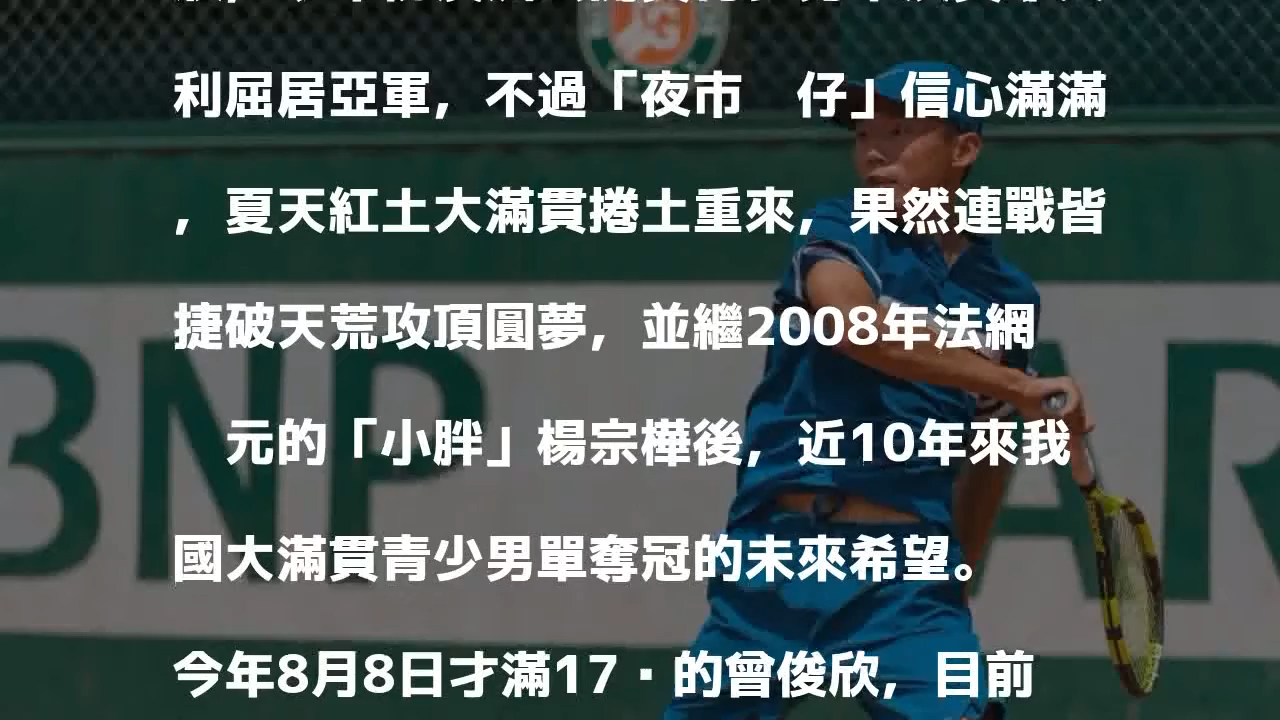 利屈居亞軍，不過「夜市　仔」信心滿滿
，夏天紅土大滿貫捲土重來，果然連戰皆
捷破天荒攻頂圓夢，並繼2008年法網
　元的「小胖」楊宗樺後，近10年來我
國大滿貫青少男單奪冠的未來希望。
今年8月8日才滿17▪的曾俊欣，目前
BNP AR